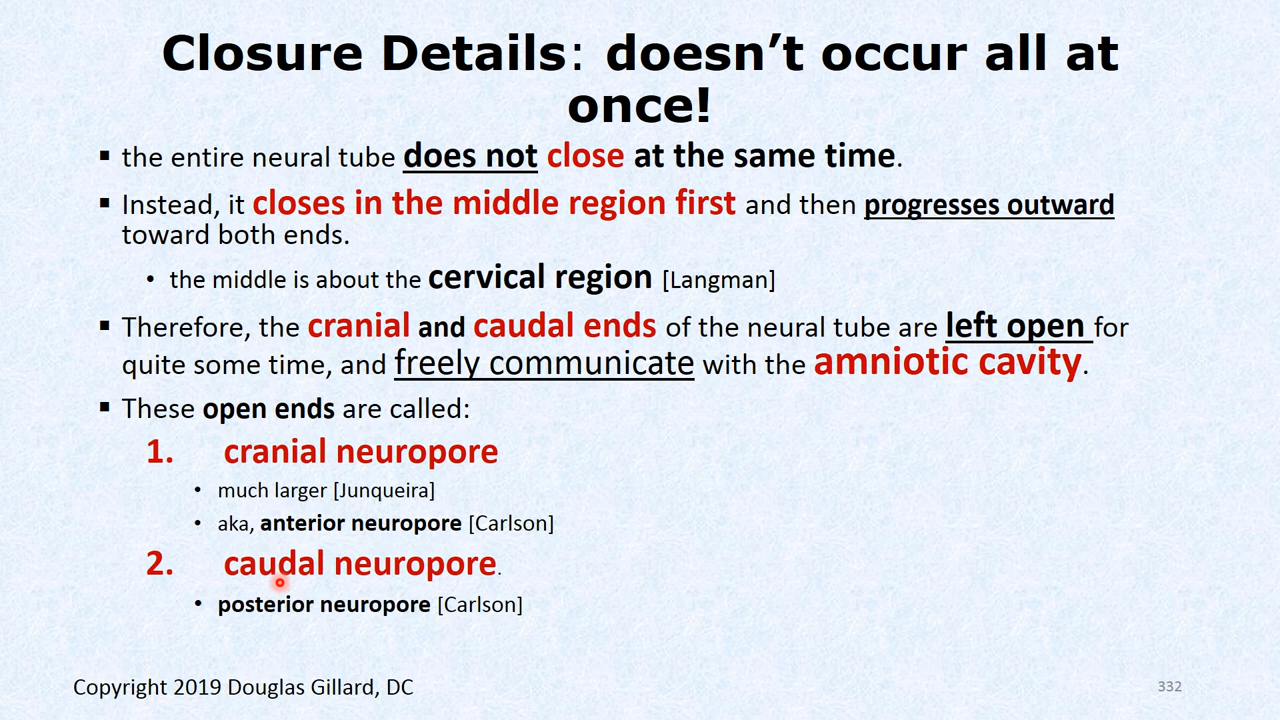 Closure Details: doesn’t occur all at
once!
▪ the entire neural tube does not close at the same time.
▪ Instead, it closes in the middle region first and then progresses outward
toward both ends.
• the middle is about the cervical region [Langman]
▪ Therefore, the cranial and caudal ends of the neural tube are left open for
quite some time, and freely communicate with the amniotic cavity.
▪ These open ends are called:
1. cranial neuropore
• much larger [Junqueira]
• aka, anterior neuropore [Carlson]
2. caudal neuropore.
• posterior neuropore [Carlson]
Copyright 2019 Douglas Gillard, DC
332